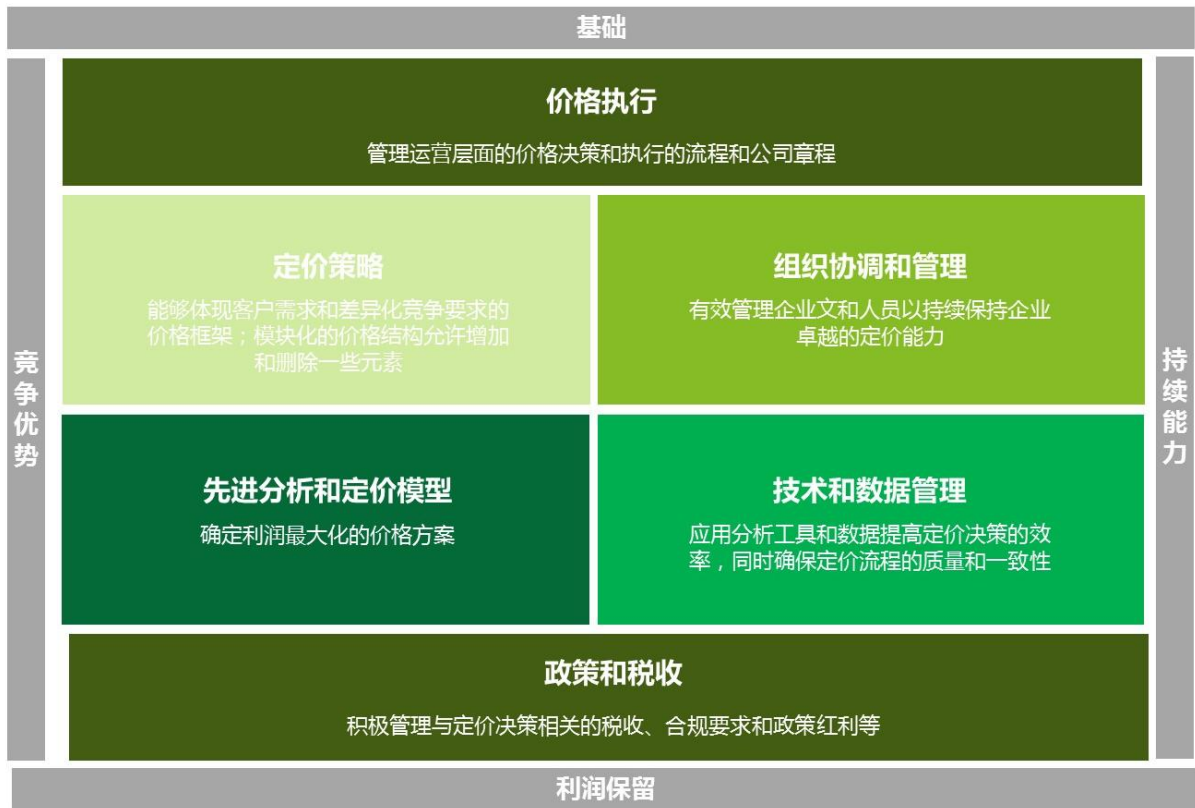 基础
价格执行
管理运营层面的价格决策和执行的流程和公司章程
定价策略
能够体现客户需求和差异化竞争要求的
价格框架；模块化的价格结构允许增加
和删除一些元素
组织协调和管理
有效管理企业文和人员以持续保持企业
卓越的定价能力
竞争优势
持续能力
先进分析和定价模型
确定利润最大化的价格方案
技术和数据管理
应用分析工具和数据提高定价决策的效
率，同时确保定价流程的质量和一致性
政策和税收
积极管理与定价决策相关的税收、合规要求和政策红利等
利润保留